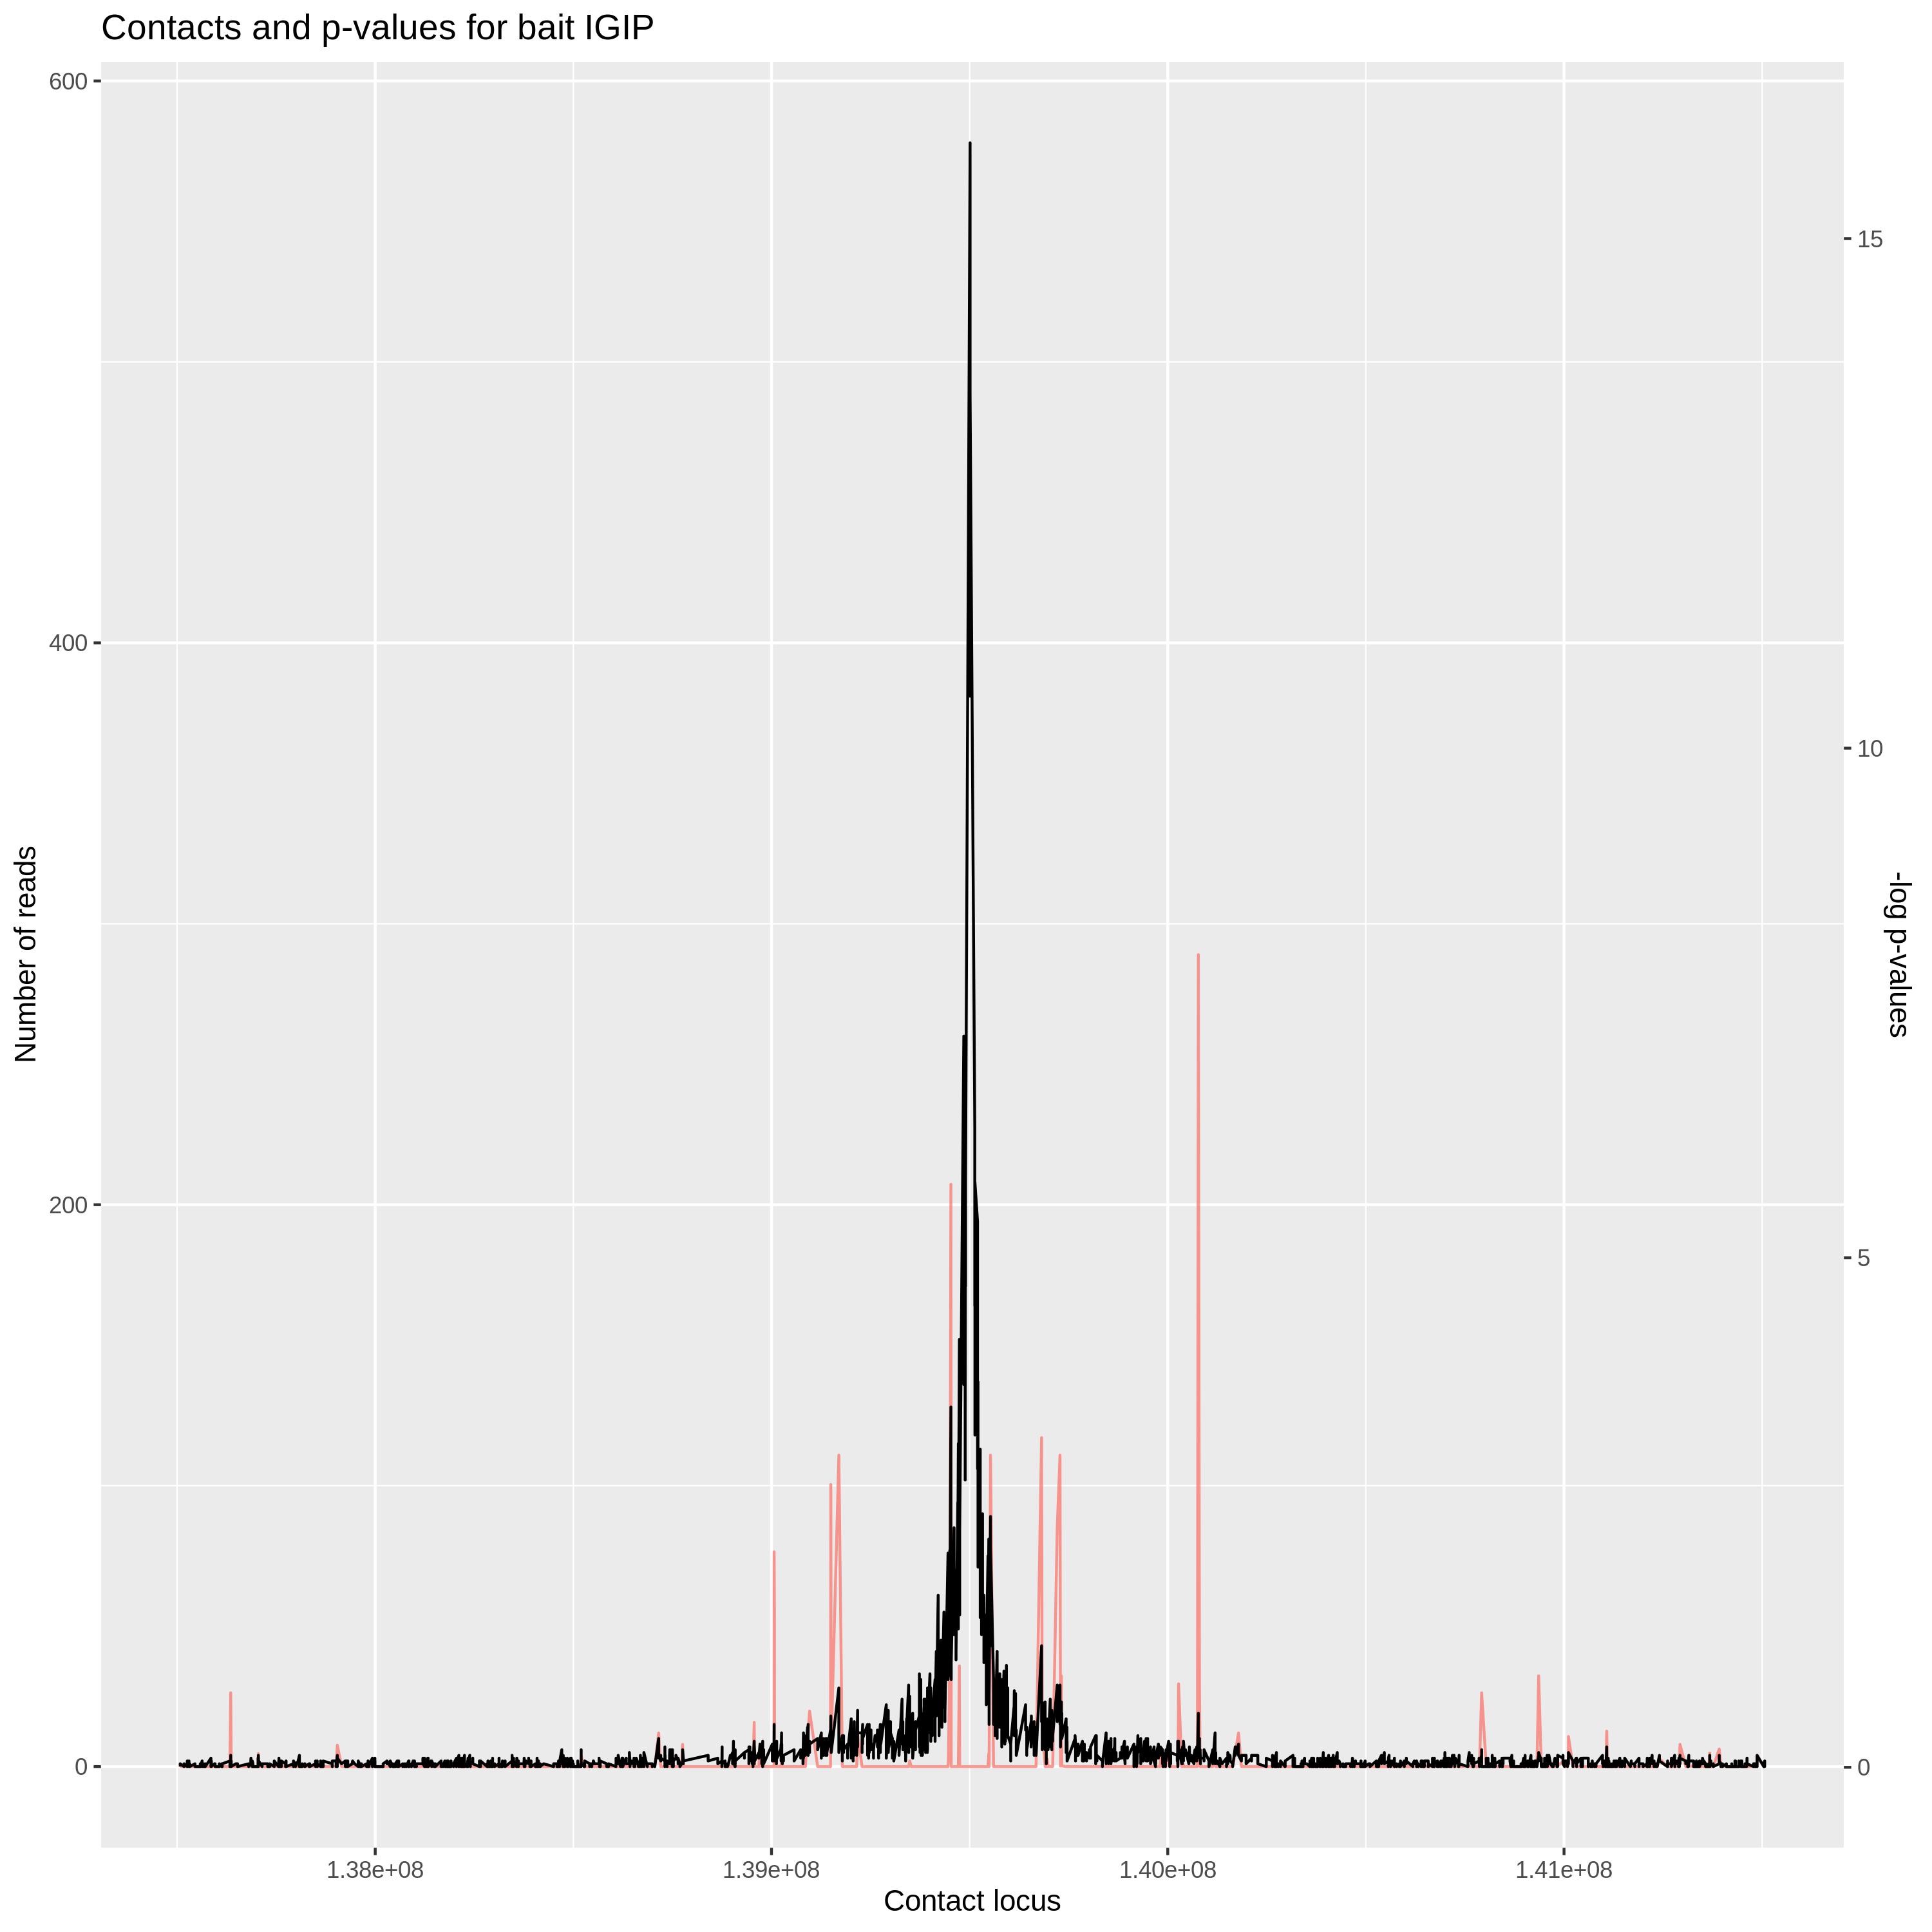 Contacts and p-values for bait IGIP
600
400
200
0
Number of reads
15
10
5
0
-log p-values
1.38e+08
1.39e+08
1.40e+08
1.41e+08
Contact locus